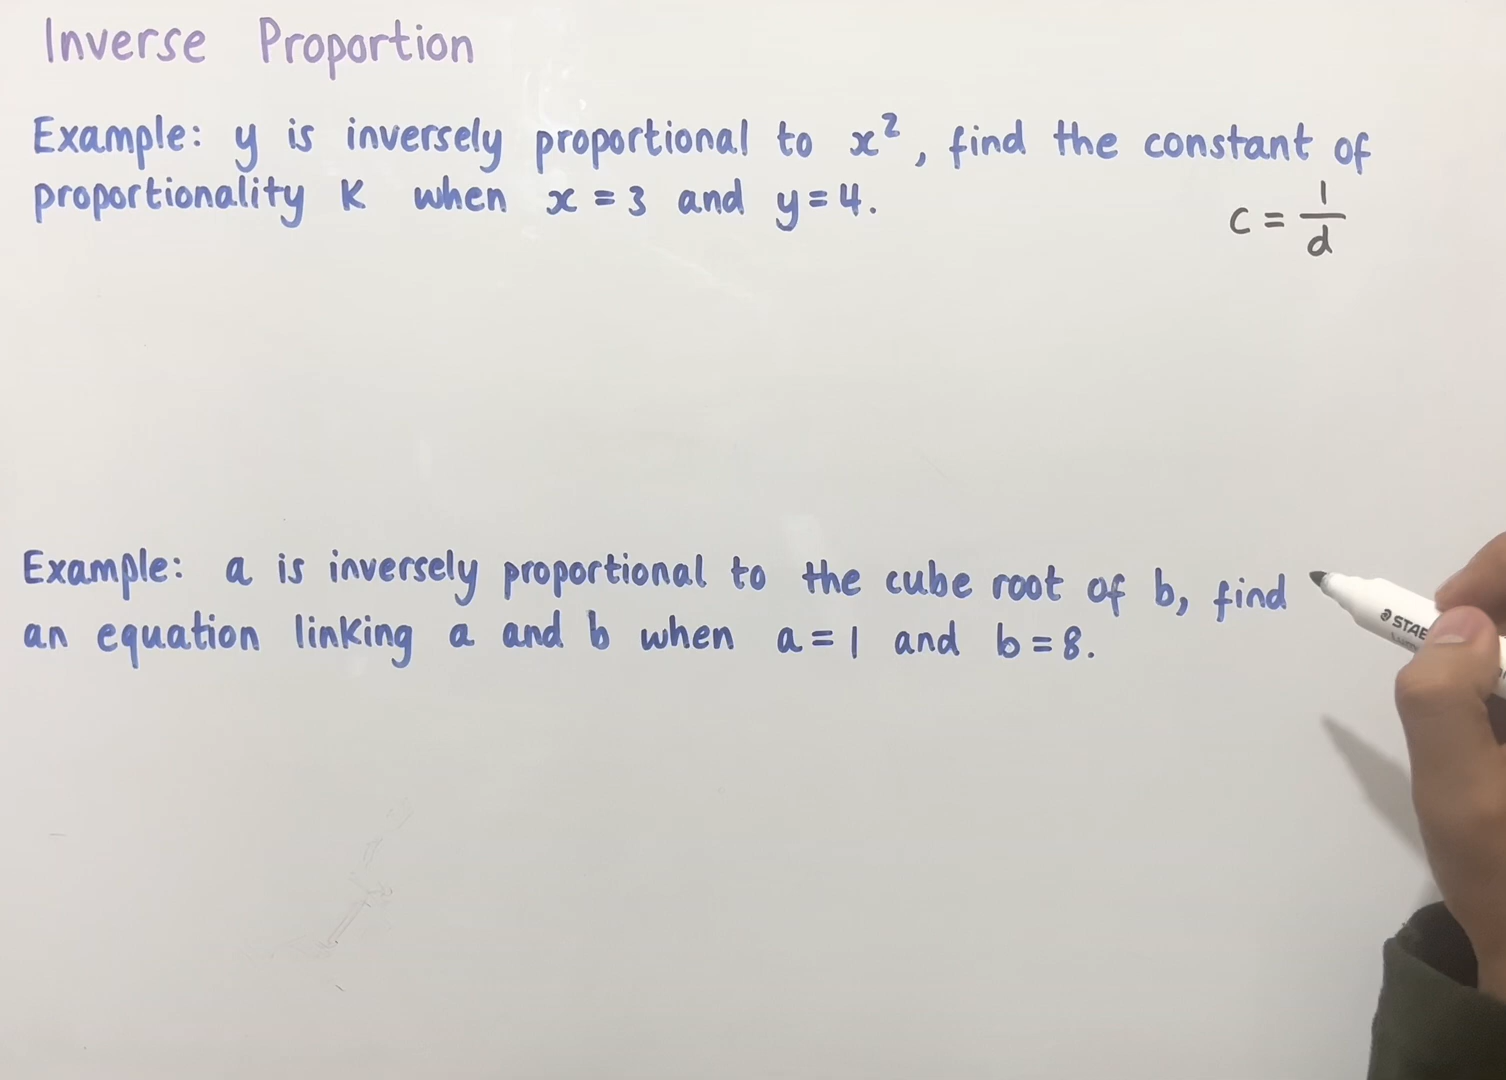 Inverse Proportion
Example: y is inversely proportional to x², find the constant of
proportionality K when x = 3 and y = 4.
c = 1/d
Example: a is inversely proportional to the cube root of b, find
an equation linking a and b when a = 1 and b = 8.
STAE